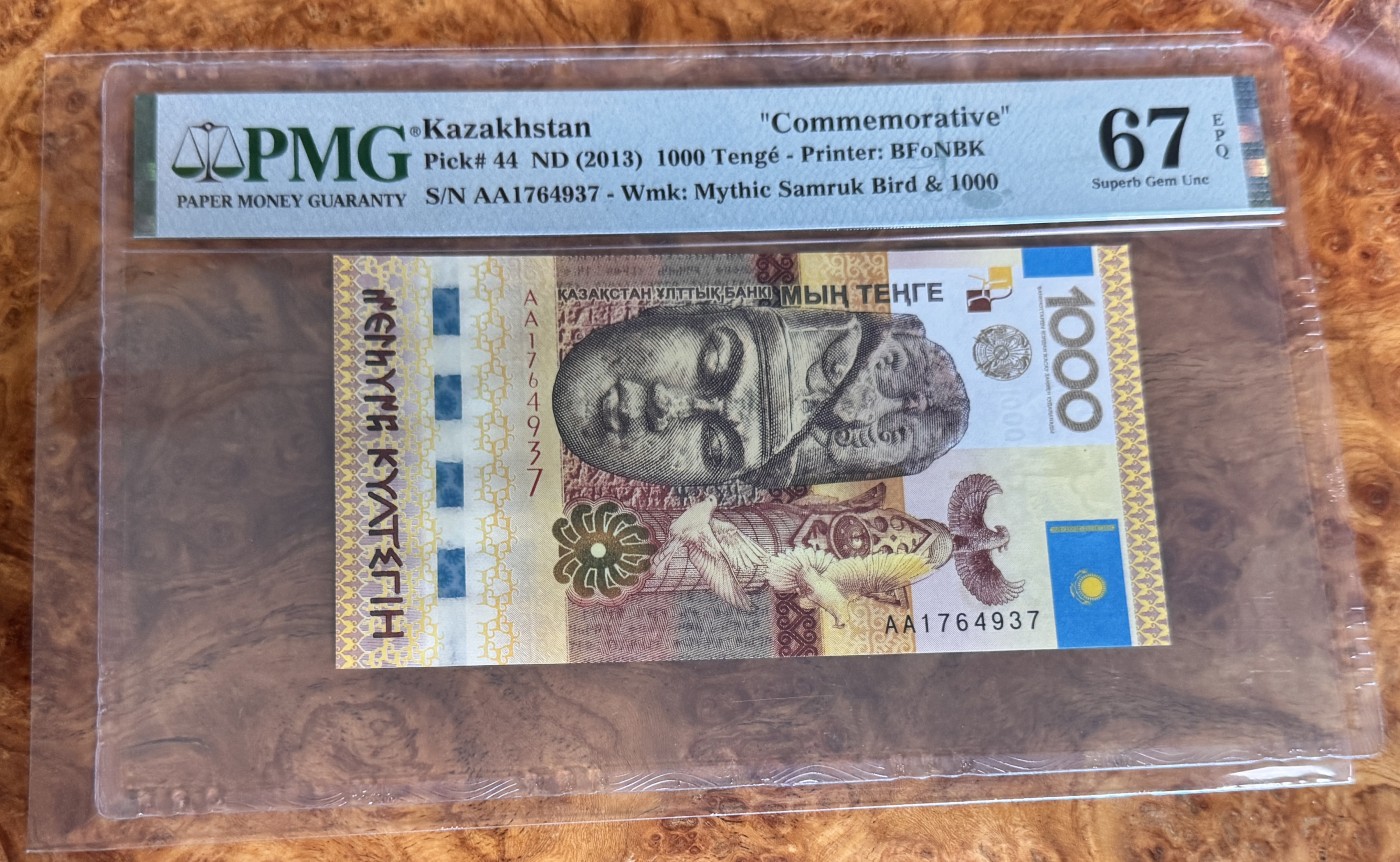 PMG®
PAPER MONEY GUARANTY
Kazakhstan "Commemorative"
Pick# 44 ND (2013) 1000 Tengé - Printer: BFoNBK
S/N AA1764937 - Wmk: Mythic Samruk Bird & 1000
67
EPQ
Superb Gem Unc
ҚАЗАҚСТАН ҰЛТТЫҚ БАНКІ
МЫҢ ТЕҢГЕ
1000
AA1764937
КҮЛТЕГІН
AA1764937